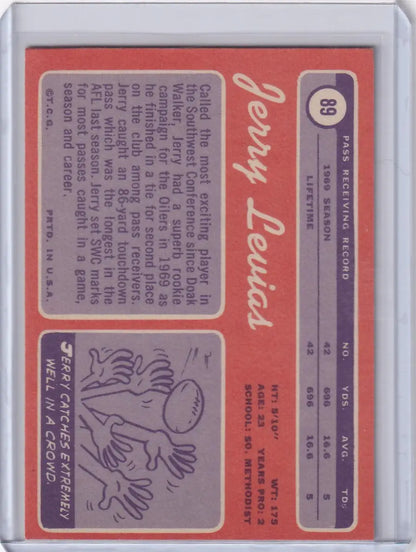 89
PASS RECEIVING RECORD
NO. YDS. AVG. TDs
1969 SEASON 42 696 16.6 5
LIFETIME 42 696 16.6 5
Jerry Levias
HT: 5/10" WT: 175
AGE: 23 YEARS PRO: 2
SCHOOL: SO. METHODIST
Called the most exciting player in
the Southwest Conference since Doak
Walker, Jerry had a superb rookie
campaign for the Oilers in 1969 as
he finished in a tie for second place
on the club among pass receivers.
Jerry caught an 86-yard touchdown
pass which was the longest in the
AFL last season. Jerry set SWC marks
for most passes caught in a game,
season and career.
©T.C.G. PRTD. IN U.S.A.
JERRY CATCHES EXTREMELY
WELL IN A CROWD.